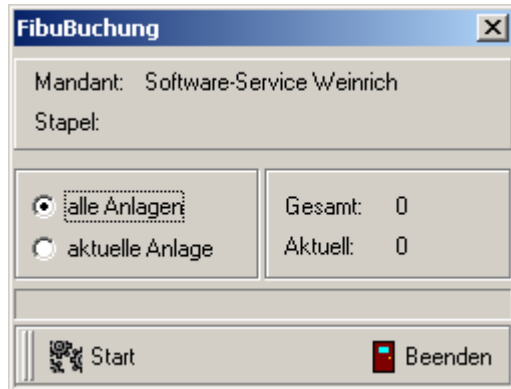 FibuBuchung
Mandant: Software-Service Weinrich
Stapel:
alle Anlagen
aktuelle Anlage
Gesamt: 0
Aktuell: 0
Start
Beenden